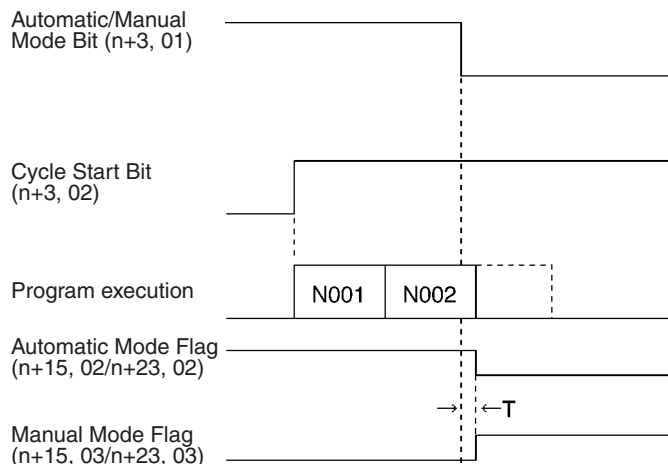 Automatic/Manual
Mode Bit (n+3, 01)
Cycle Start Bit
(n+3, 02)
Program execution
N001
N002
Automatic Mode Flag
(n+15, 02/n+23, 02)
T
Manual Mode Flag
(n+15, 03/n+23, 03)